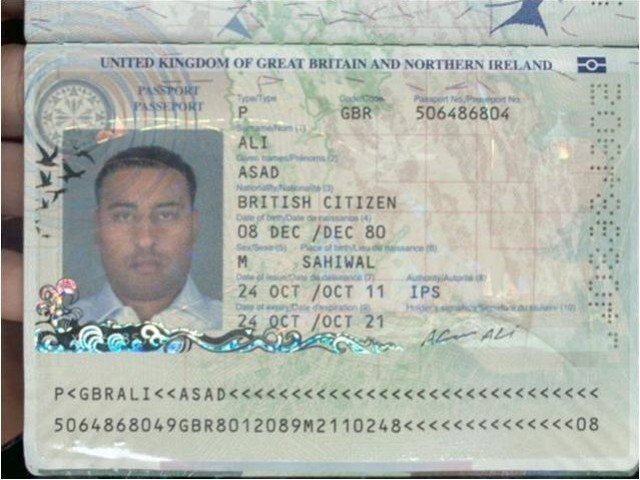 UNITED KINGDOM OF GREAT BRITAIN AND NORTHERN IRELAND
PASSPORT
PASSEPORT
Type/Type Code/Code Passport No./Passeport No.
P GBR 506486804
Surname/Nom (1)
ALI
Given names/Prénoms (2)
ASAD
Nationality/Nationalité (3)
BRITISH CITIZEN
Date of birth/Date de naissance (4)
08 DEC /DEC 80
Sex/Sexe (5) Place of birth/Lieu de naissance (6)
M SAHIWAL
Date of issue/Date de délivrance (7) Authority/Autorité (8)
24 OCT /OCT 11 IPS
Date of expiry/Date d'expiration (9) Holder's signature/Signature du titulaire (10)
24 OCT /OCT 21
P<GBRALI<<ASAD<<<<<<<<<<<<<<<<<<<<<<<<<<<<<<
5064868049GBR8012089M2110248<<<<<<<<<<<<<<08